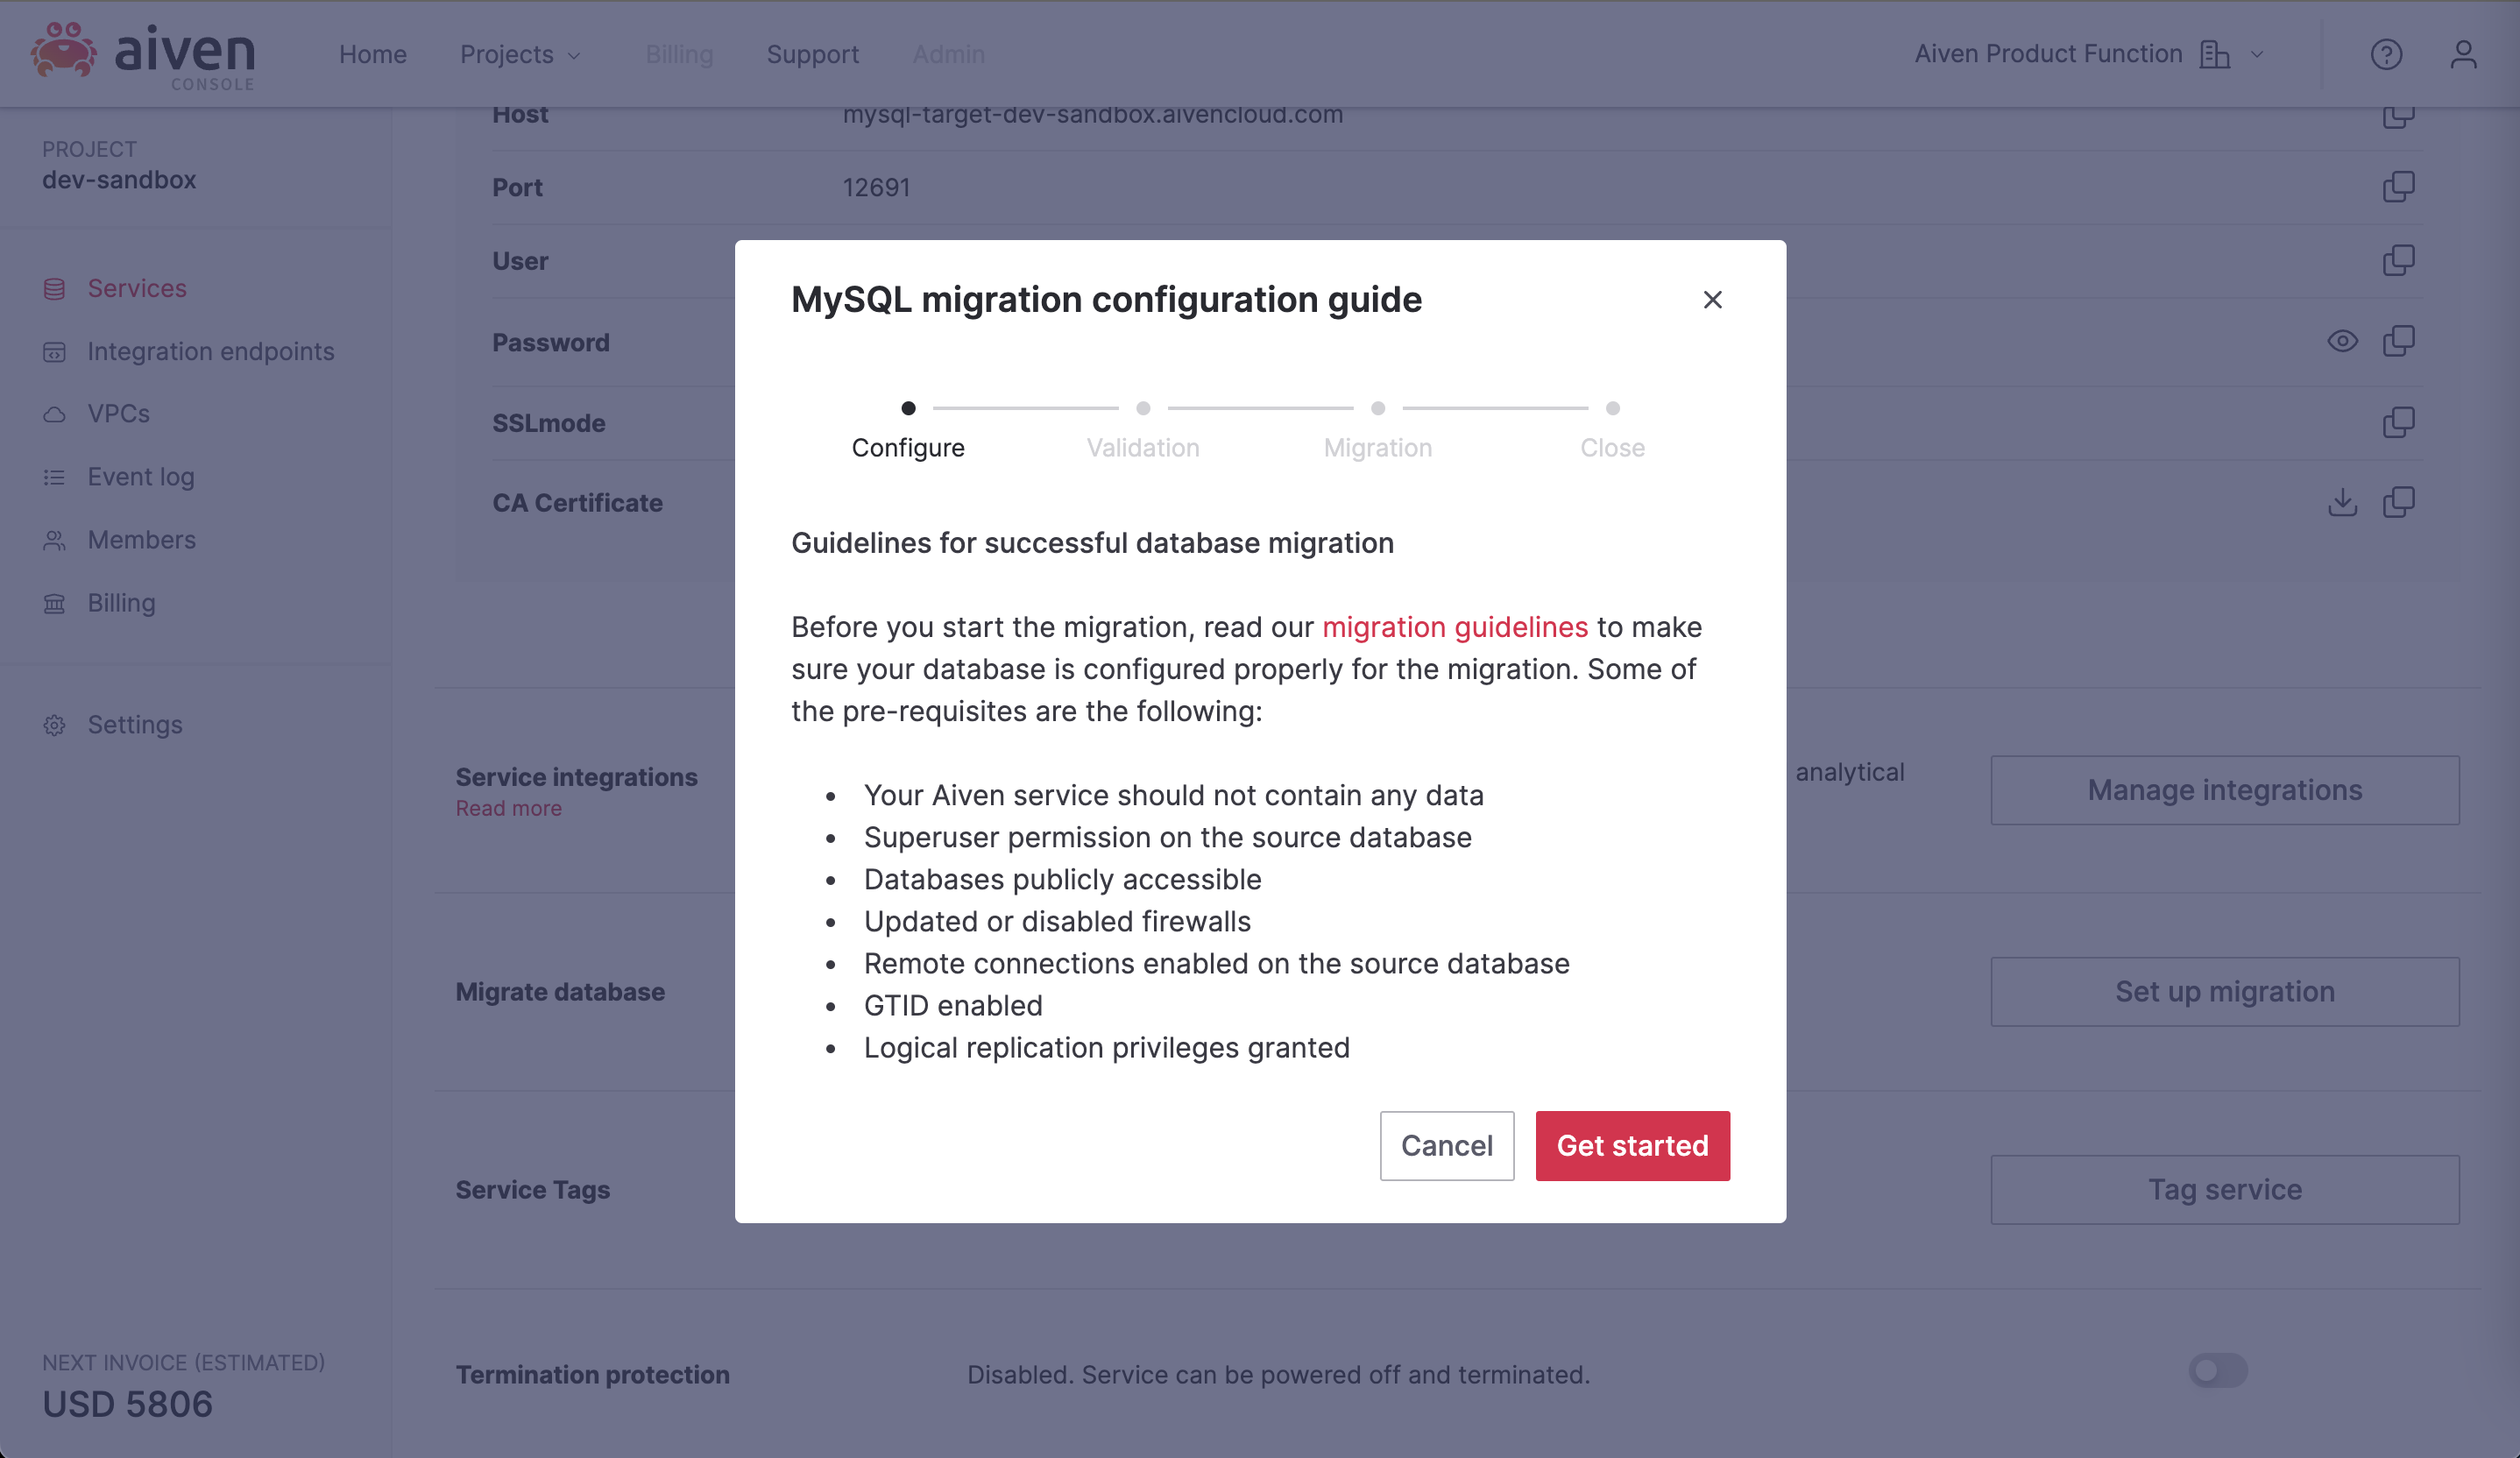 aiven
CONSOLE
Home
Projects
Billing
Support
Admin
Aiven Product Function
PROJECT
dev-sandbox
Services
Integration endpoints
VPCs
Event log
Members
Billing
Settings
NEXT INVOICE (ESTIMATED)
USD 5806
Host
mysql-target-dev-sandbox.aivencloud.com
Port
12691
User
Password
SSLmode
CA Certificate
Service integrations
Read more
analytical
Manage integrations
Migrate database
Set up migration
Service Tags
Tag service
Termination protection
Disabled. Service can be powered off and terminated.
MySQL migration configuration guide
Configure
Validation
Migration
Close
Guidelines for successful database migration
Before you start the migration, read our migration guidelines to make
sure your database is configured properly for the migration. Some of
the pre-requisites are the following:
• Your Aiven service should not contain any data
• Superuser permission on the source database
• Databases publicly accessible
• Updated or disabled firewalls
• Remote connections enabled on the source database
• GTID enabled
• Logical replication privileges granted
Cancel
Get started